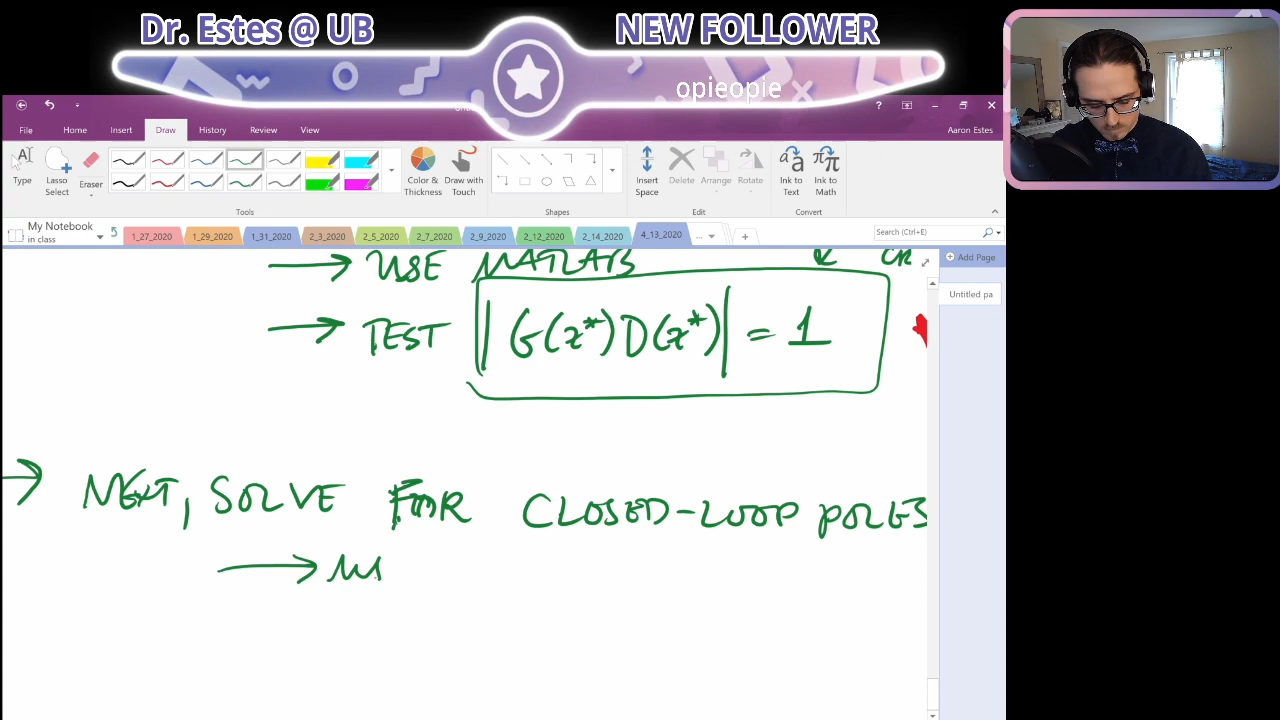 Dr. Estes @ UB
NEW FOLLOWER
opieopie
File Home Insert Draw History Review View
Aaron Estes
Type
Lasso Select
Eraser
Color & Thickness
Draw with Touch
Insert Space
Delete
Arrange
Rotate
Ink to Text
Ink to Math
Tools
Shapes
Edit
Convert
My Notebook
in class
1_27_2020 1_29_2020 1_31_2020 2_3_2020 2_5_2020 2_7_2020 2_9_2020 2_12_2020 2_14_2020 4_13_2020 ...
Search (Ctrl+E)
Add Page
Untitled pa
→ USE MATLAB
→ TEST |G(z*)D(z*)| = 1
→ NEXT, SOLVE FOR CLOSED-LOOP POLES